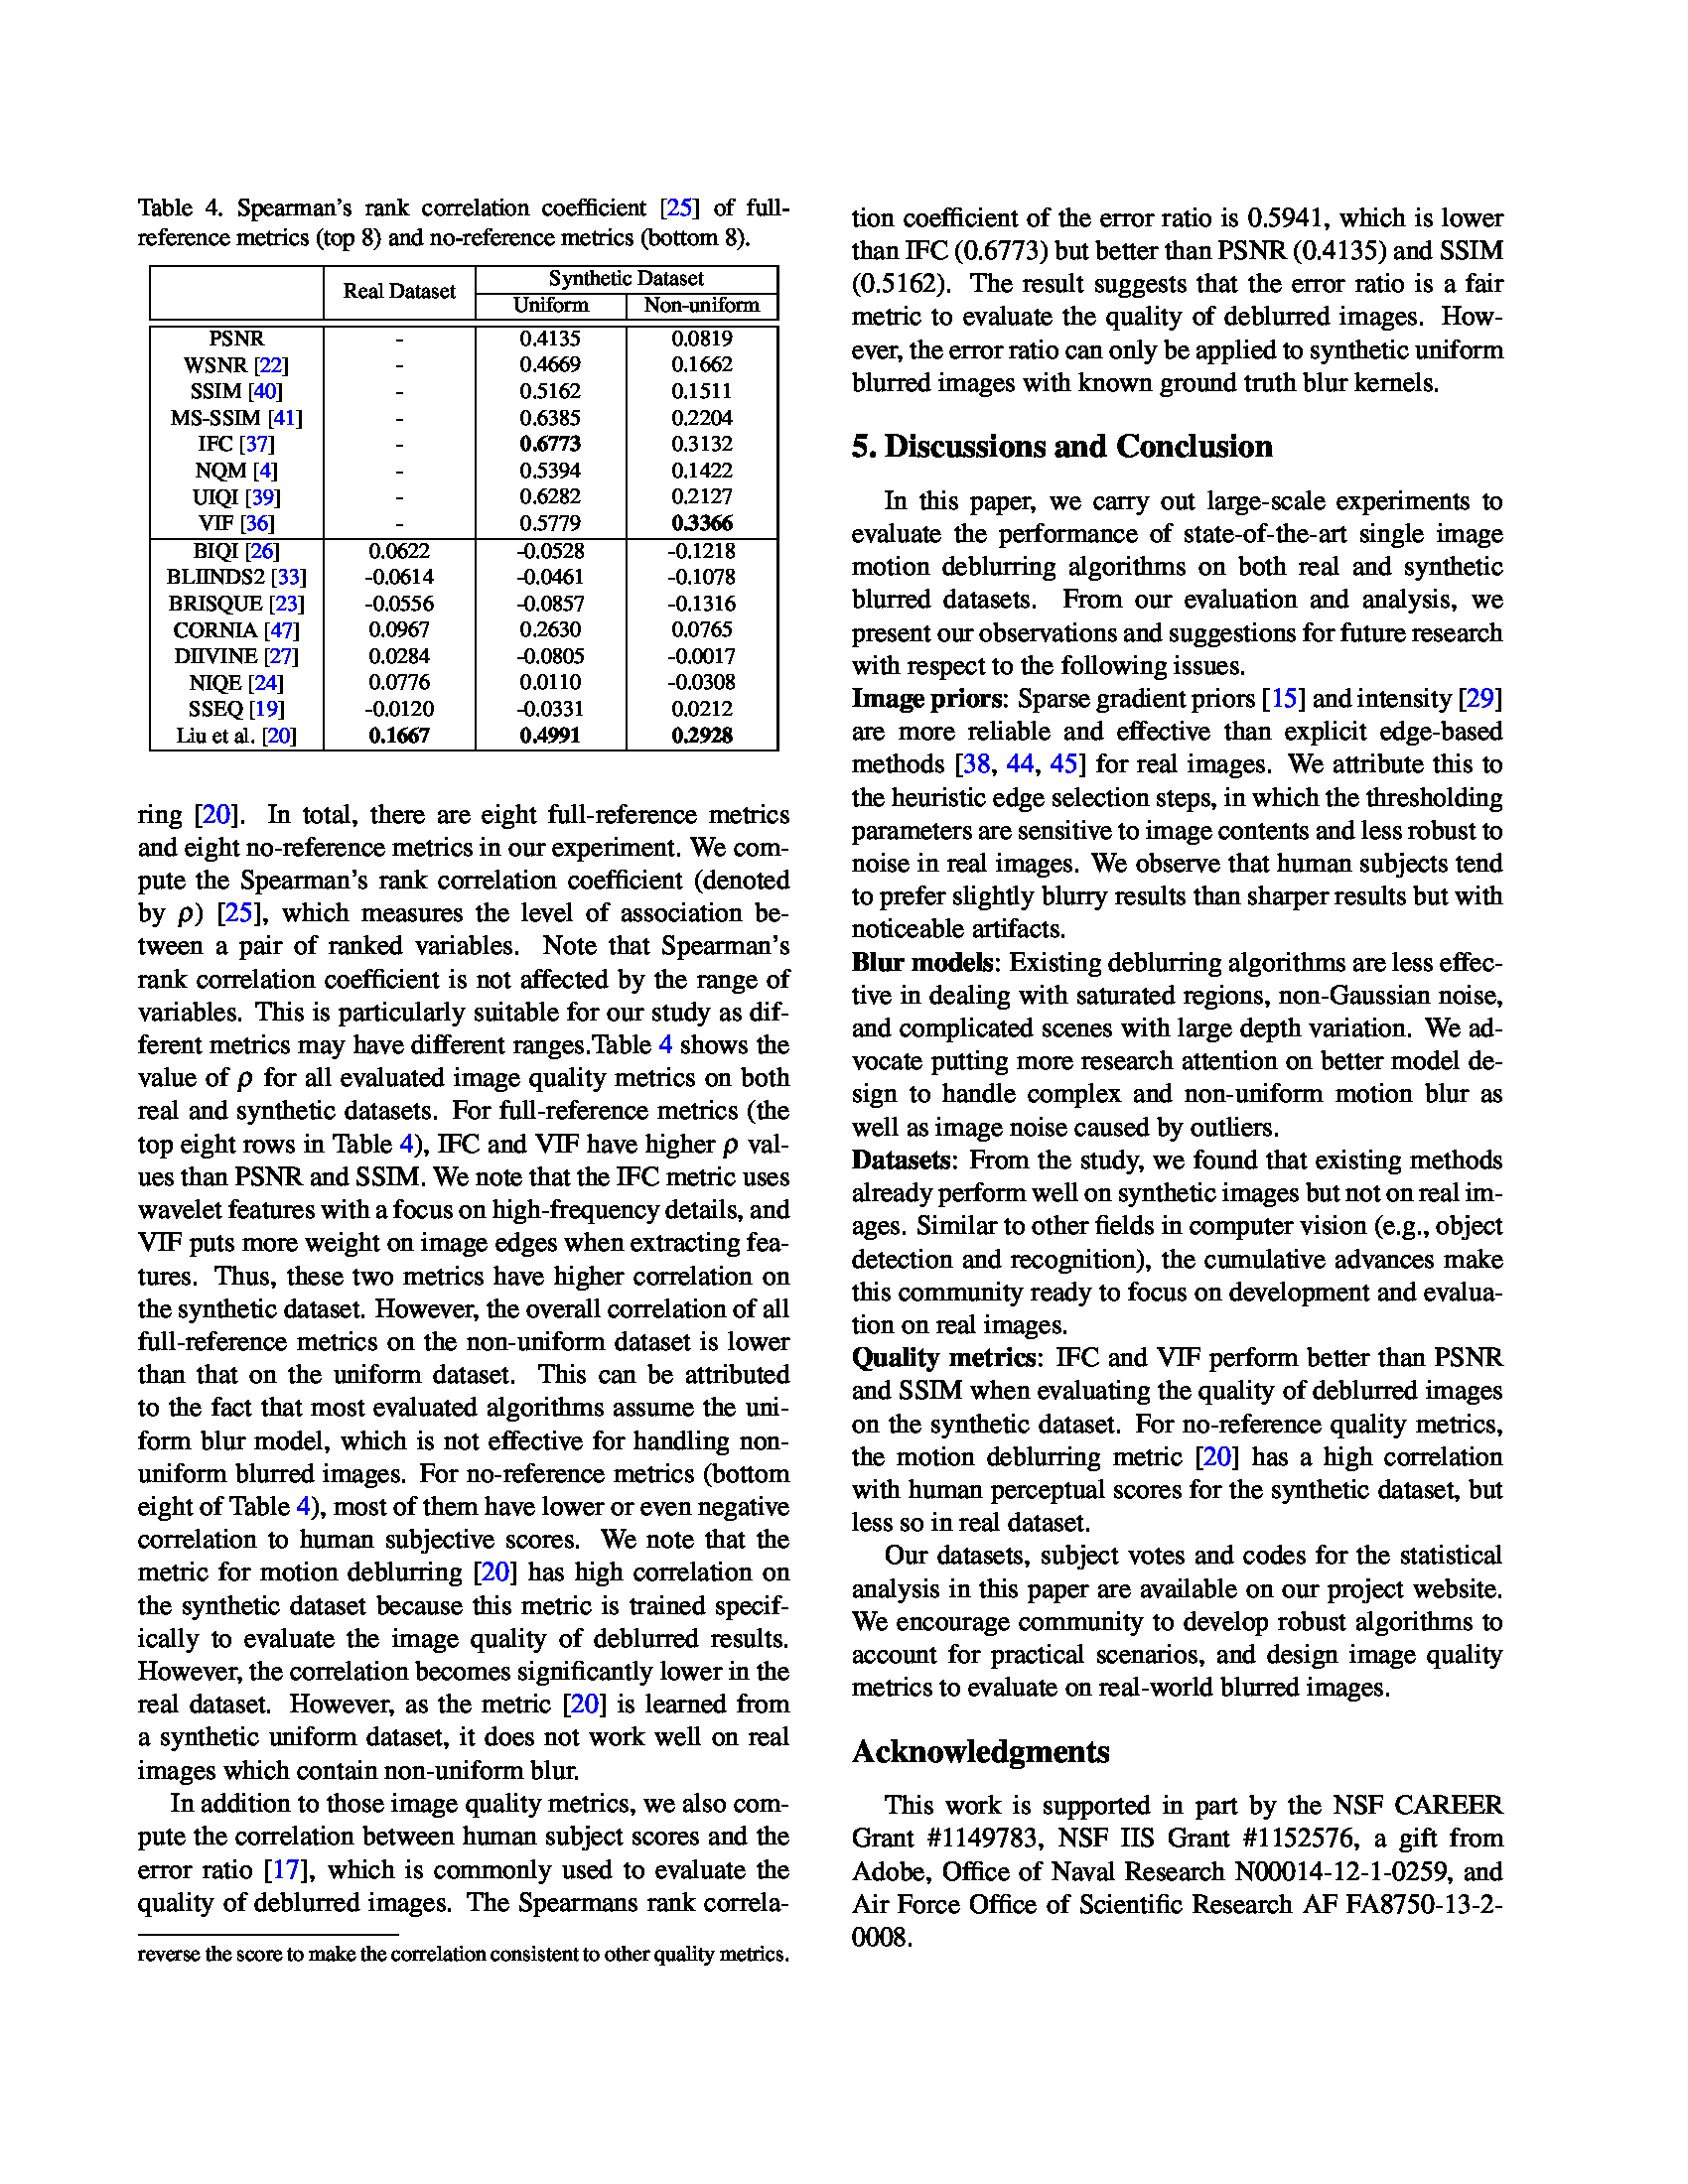 Table 4. Spearman's rank correlation coefficient [25] of full-
reference metrics (top 8) and no-reference metrics (bottom 8).
Real Dataset Synthetic Dataset
Uniform Non-uniform
PSNR - 0.4135 0.0819
WSNR [22] - 0.4669 0.1662
SSIM [40] - 0.5162 0.1511
MS-SSIM [41] - 0.6385 0.2204
IFC [37] - 0.6773 0.3132
NQM [4] - 0.5394 0.1422
UIQI [39] - 0.6282 0.2127
VIF [36] - 0.5779 0.3366
BIQI [26] 0.0622 -0.0528 -0.1218
BLIINDS2 [33] -0.0614 -0.0461 -0.1078
BRISQUE [23] -0.0556 -0.0857 -0.1316
CORNIA [47] 0.0967 0.2630 0.0765
DIIVINE [27] 0.0284 -0.0805 -0.0017
NIQE [24] 0.0776 0.0110 -0.0308
SSEQ [19] -0.0120 -0.0331 0.0212
Liu et al. [20] 0.1667 0.4991 0.2928
ring [20]. In total, there are eight full-reference metrics
and eight no-reference metrics in our experiment. We com-
pute the Spearman's rank correlation coefficient (denoted
by ρ) [25], which measures the level of association be-
tween a pair of ranked variables. Note that Spearman's
rank correlation coefficient is not affected by the range of
variables. This is particularly suitable for our study as dif-
ferent metrics may have different ranges.Table 4 shows the
value of ρ for all evaluated image quality metrics on both
real and synthetic datasets. For full-reference metrics (the
top eight rows in Table 4), IFC and VIF have higher ρ val-
ues than PSNR and SSIM. We note that the IFC metric uses
wavelet features with a focus on high-frequency details, and
VIF puts more weight on image edges when extracting fea-
tures. Thus, these two metrics have higher correlation on
the synthetic dataset. However, the overall correlation of all
full-reference metrics on the non-uniform dataset is lower
than that on the uniform dataset. This can be attributed
to the fact that most evaluated algorithms assume the uni-
form blur model, which is not effective for handling non-
uniform blurred images. For no-reference metrics (bottom
eight of Table 4), most of them have lower or even negative
correlation to human subjective scores. We note that the
metric for motion deblurring [20] has high correlation on
the synthetic dataset because this metric is trained specif-
ically to evaluate the image quality of deblurred results.
However, the correlation becomes significantly lower in the
real dataset. However, as the metric [20] is learned from
a synthetic uniform dataset, it does not work well on real
images which contain non-uniform blur.
In addition to those image quality metrics, we also com-
pute the correlation between human subject scores and the
error ratio [17], which is commonly used to evaluate the
quality of deblurred images. The Spearmans rank correla-
reverse the score to make the correlation consistent to other quality metrics.
tion coefficient of the error ratio is 0.5941, which is lower
than IFC (0.6773) but better than PSNR (0.4135) and SSIM
(0.5162). The result suggests that the error ratio is a fair
metric to evaluate the quality of deblurred images. How-
ever, the error ratio can only be applied to synthetic uniform
blurred images with known ground truth blur kernels.
5. Discussions and Conclusion
In this paper, we carry out large-scale experiments to
evaluate the performance of state-of-the-art single image
motion deblurring algorithms on both real and synthetic
blurred datasets. From our evaluation and analysis, we
present our observations and suggestions for future research
with respect to the following issues.
Image priors: Sparse gradient priors [15] and intensity [29]
are more reliable and effective than explicit edge-based
methods [38, 44, 45] for real images. We attribute this to
the heuristic edge selection steps, in which the thresholding
parameters are sensitive to image contents and less robust to
noise in real images. We observe that human subjects tend
to prefer slightly blurry results than sharper results but with
noticeable artifacts.
Blur models: Existing deblurring algorithms are less effec-
tive in dealing with saturated regions, non-Gaussian noise,
and complicated scenes with large depth variation. We ad-
vocate putting more research attention on better model de-
sign to handle complex and non-uniform motion blur as
well as image noise caused by outliers.
Datasets: From the study, we found that existing methods
already perform well on synthetic images but not on real im-
ages. Similar to other fields in computer vision (e.g., object
detection and recognition), the cumulative advances make
this community ready to focus on development and evalua-
tion on real images.
Quality metrics: IFC and VIF perform better than PSNR
and SSIM when evaluating the quality of deblurred images
on the synthetic dataset. For no-reference quality metrics,
the motion deblurring metric [20] has a high correlation
with human perceptual scores for the synthetic dataset, but
less so in real dataset.
Our datasets, subject votes and codes for the statistical
analysis in this paper are available on our project website.
We encourage community to develop robust algorithms to
account for practical scenarios, and design image quality
metrics to evaluate on real-world blurred images.
Acknowledgments
This work is supported in part by the NSF CAREER
Grant #1149783, NSF IIS Grant #1152576, a gift from
Adobe, Office of Naval Research N00014-12-1-0259, and
Air Force Office of Scientific Research AF FA8750-13-2-
0008.